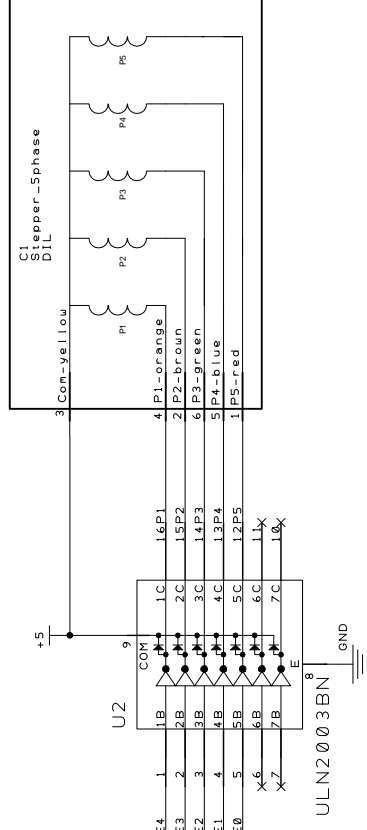 P5
P4
P3
P2
P1
C1
Stepper_5phase
DIL
3 Com-yellow
4 P1-orange
2 P2-brown
6 P3-green
5 P4-blue
1 P5-red
16 P1
15 P2
14 P3
13 P4
12 P5
11
10
+5
9
COM
1C
2C
3C
4C
5C
6C
7C
E
8
GND
U2
ULN2003BN
1B
2B
3B
4B
5B
6B
7B
1
2
3
4
5
6
7
E4
E3
E2
E1
E0